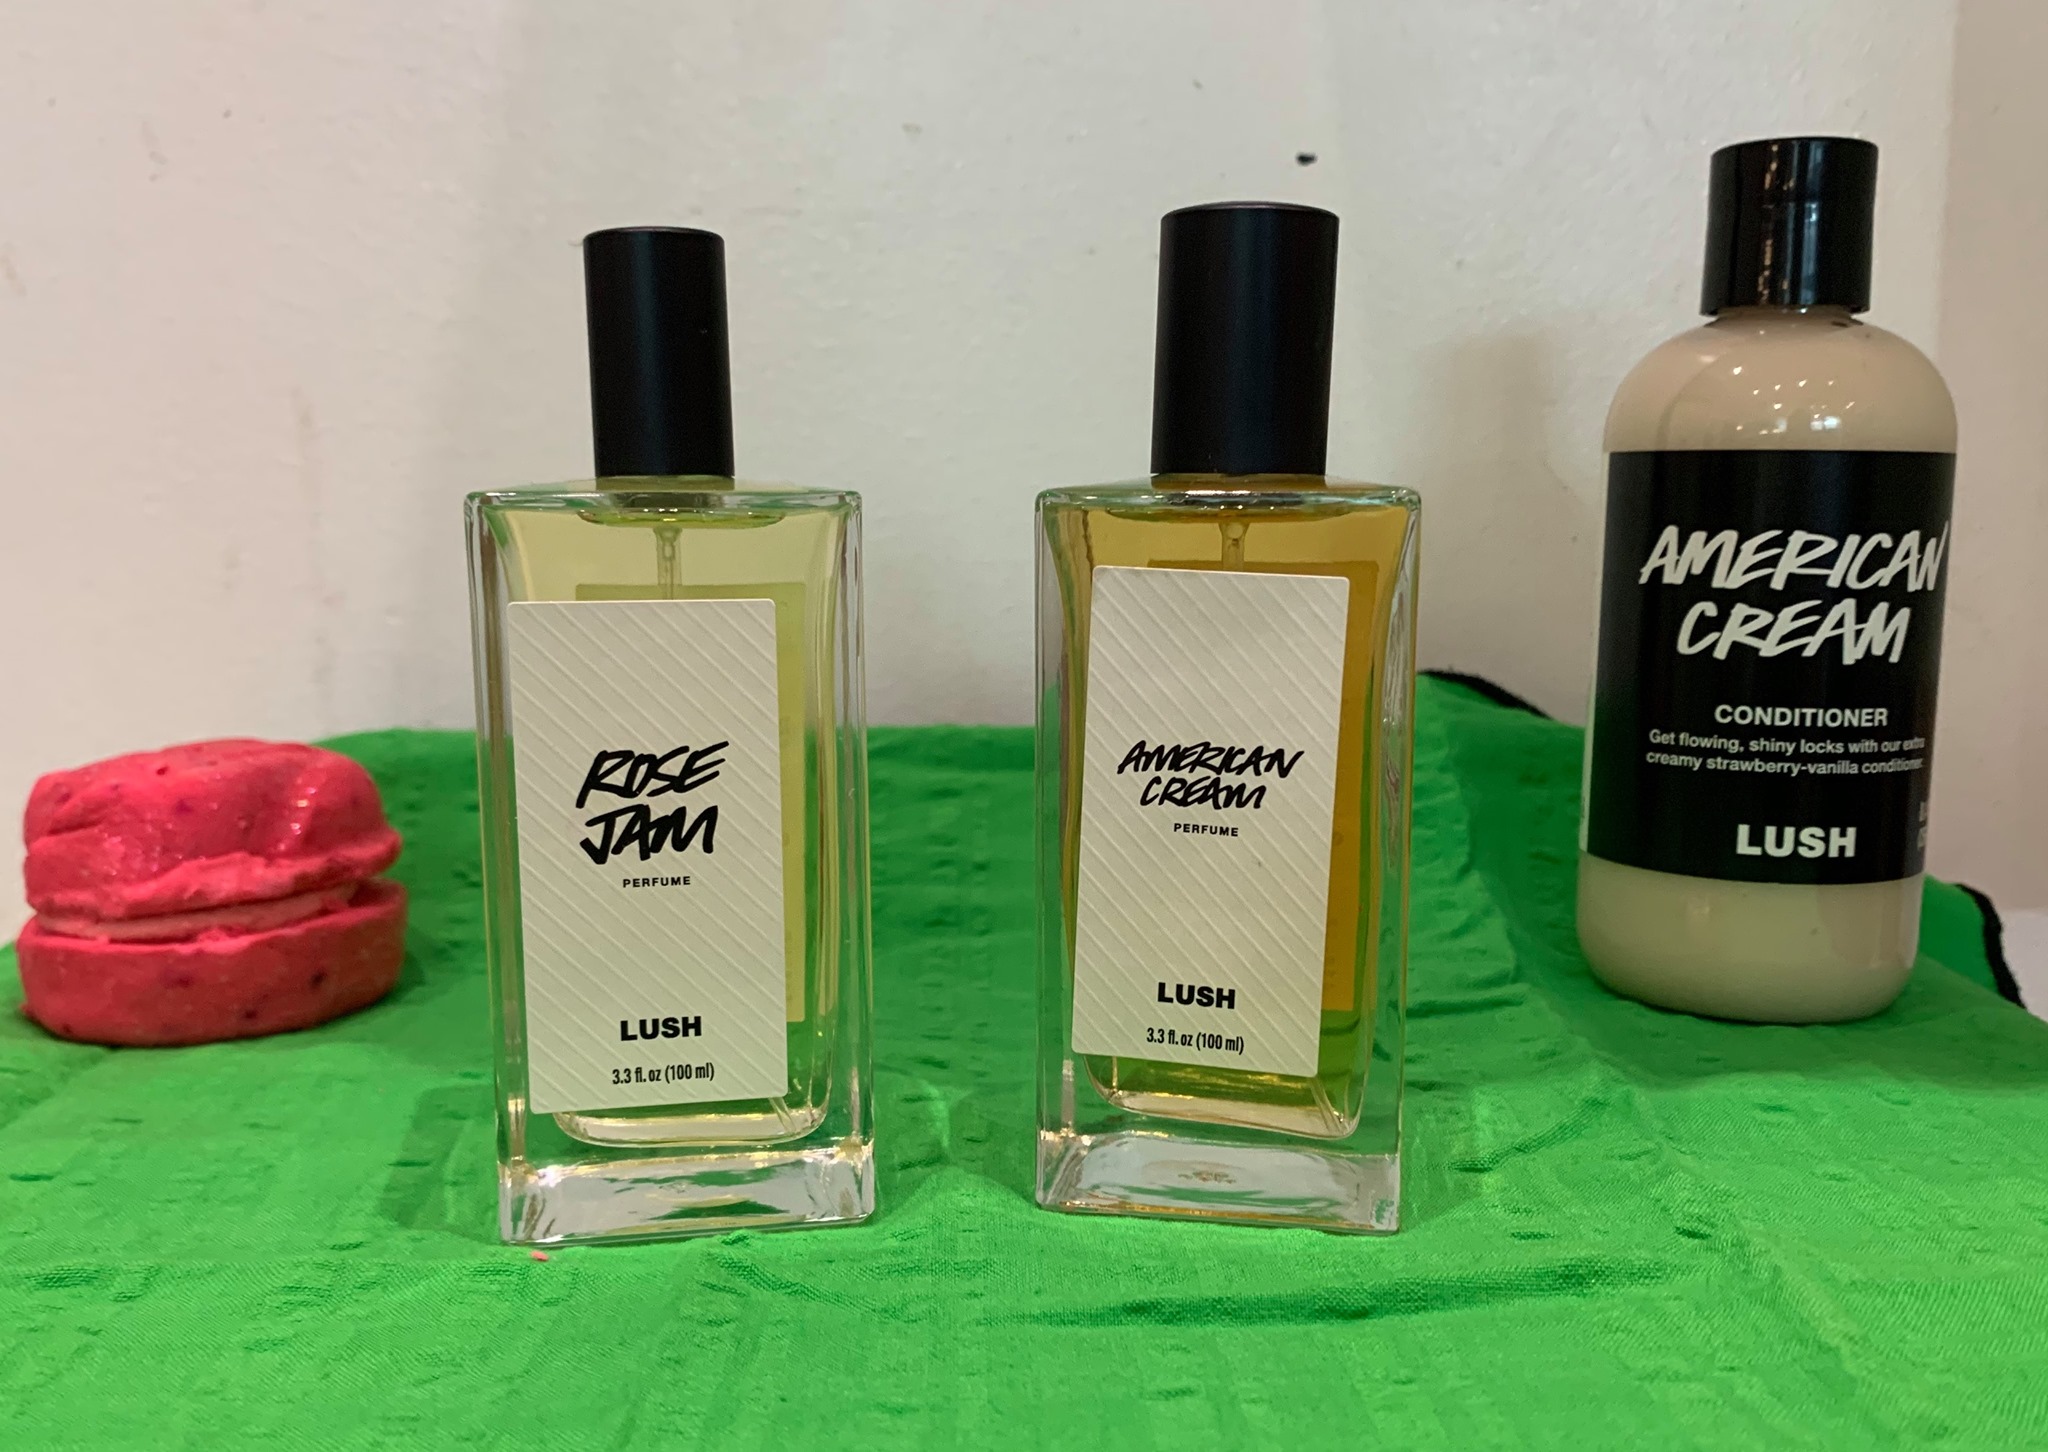 ROSE
JAM
PERFUME
LUSH
3.3 fl. oz (100 ml)
AMERICAN
CREAM
PERFUME
LUSH
3.3 fl. oz (100 ml)
AMERICAN
CREAM
CONDITIONER
Get flowing, shiny locks with our extra
creamy strawberry-vanilla conditioner.
LUSH